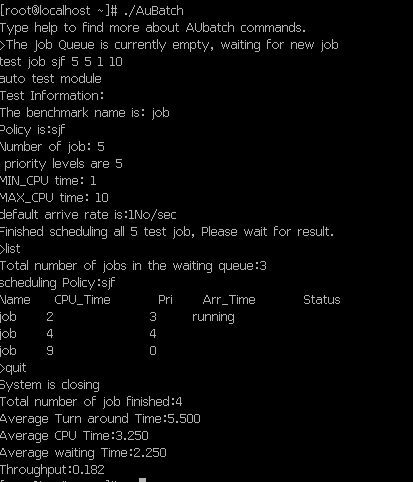 [root@localhost ~]# ./AuBatch
Type help to find more about AUbatch commands.
>The job Queue is currently empty, waiting for new job
test job sjf 5 5 1 10
auto test module
Test Information:
The benchmark name is: job
Policy is:sjf
Number of job: 5
 priority levels are 5
MIN_CPU time: 1
MAX_CPU time: 10
default arrive rate is:1No/sec
Finished scheduling all 5 test job, Please wait for result.
>list
Total number of jobs in the waiting queue:3
scheduling Policy:sjf
Name CPU_Time Pri Arr_Time Status
job 2 3 running
job 4 4
job 9 0
>quit
System is closing
Total number of job finished:4
Average Turn around Time:5.500
Average CPU Time:3.250
Average waiting Time:2.250
Throughput:0.182